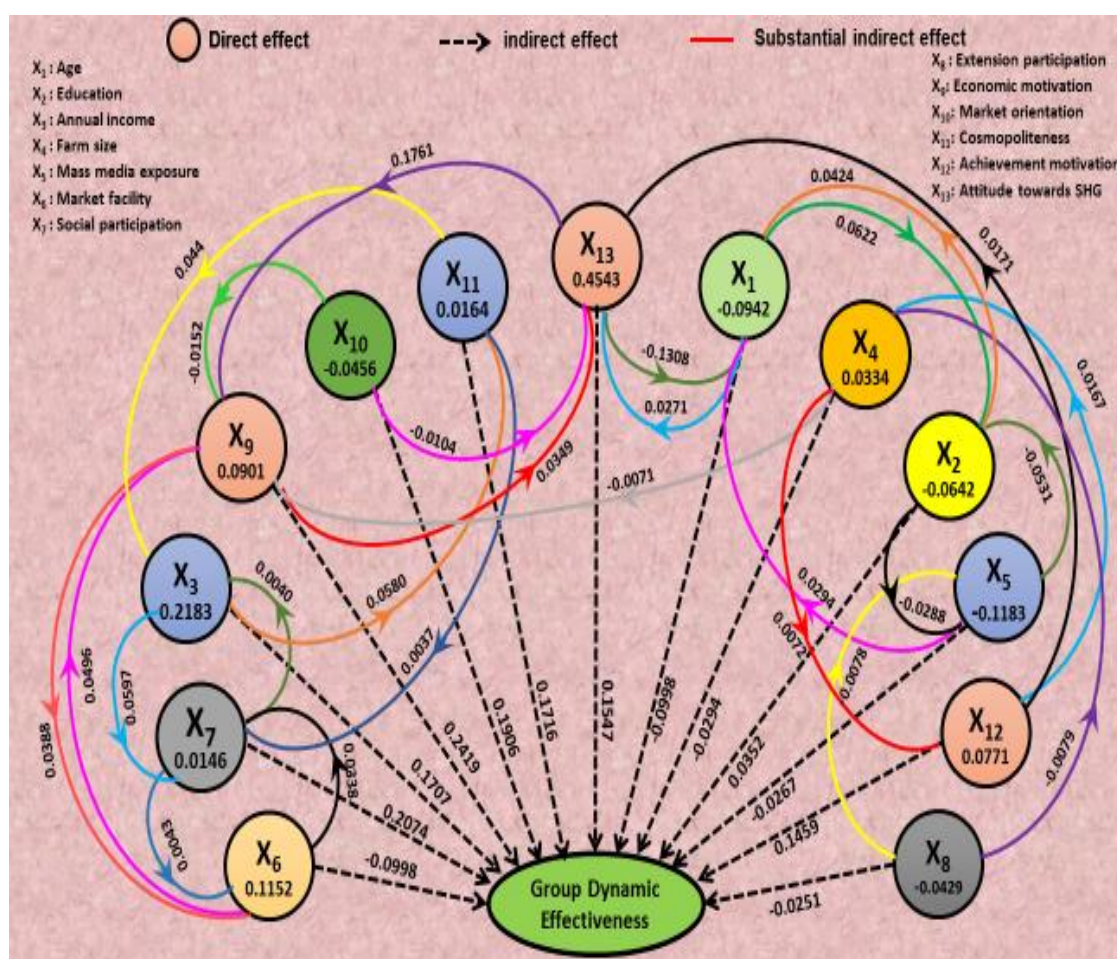 Direct effect
indirect effect
Substantial indirect effect
X₁ : Age
X₂ : Education
X₃ : Annual income
X₄ : Farm size
X₅ : Mass media exposure
X₆ : Market facility
X₇ : Social participation
X₈ : Extension participation
X₉: Economic motivation
X₁₀: Market orientation
X₁₁: Cosmopoliteness
X₁₂: Achievement motivation
X₁₃: Attitude towards SHG
0.1761
0.0424
0.0622
0.0171
0.044
X₁₃
0.4543
X₁
-0.0942
X₁₁
0.0164
X₁₀
-0.0456
X₄
0.0334
-0.0152
-0.1308
0.0271
0.0167
-0.0104
0.0349
-0.0071
X₉
0.0901
X₂
-0.0642
-0.0531
X₃
0.2183
0.0040
0.0580
0.0294
-0.0288
X₅
-0.1183
0.0037
0.0072
0.0078
0.0496
0.0388
0.0597
X₇
0.0146
X₁₂
0.0771
-0.0079
0.1707
0.2419
0.1906
0.1716
0.1547
-0.0998
-0.0294
0.0352
-0.0267
0.1459
0.2074
0.0338
0.0043
X₆
0.1152
-0.0998
X₈
-0.0429
-0.0251
Group Dynamic
Effectiveness